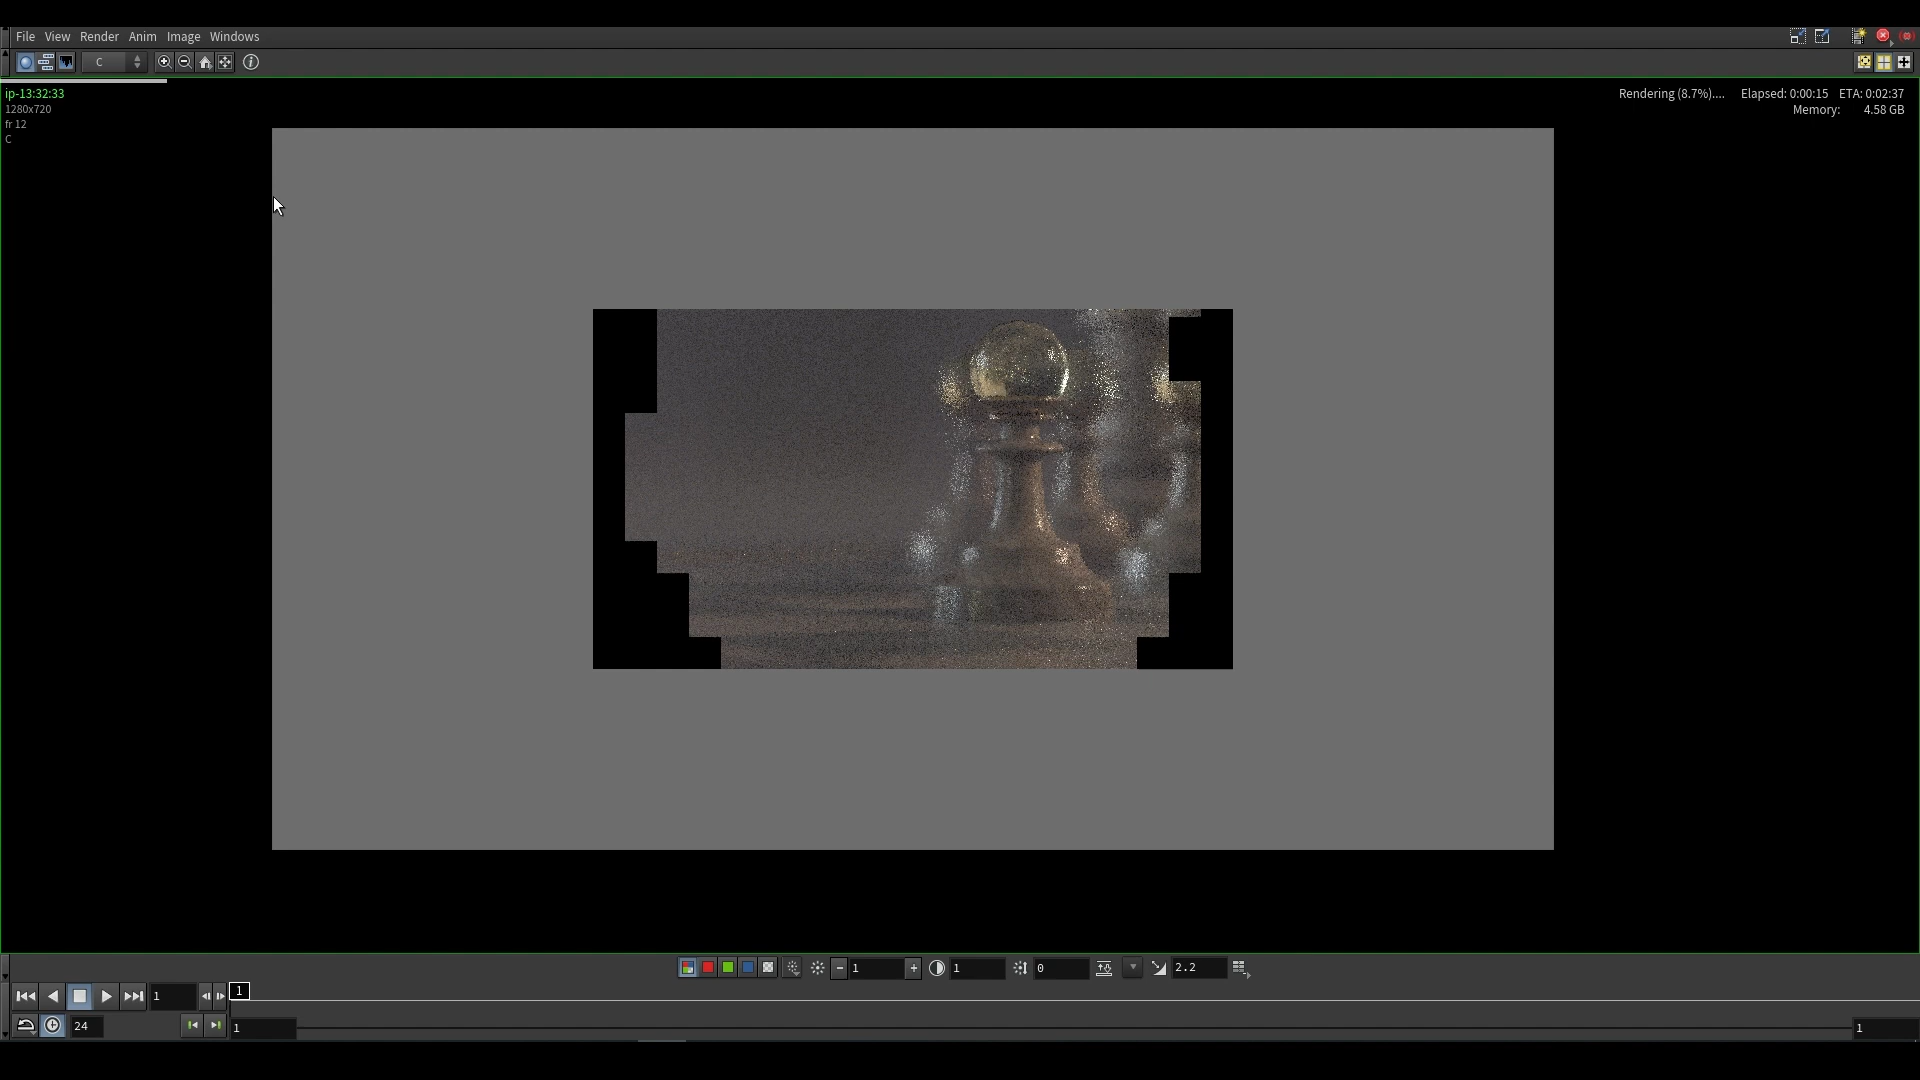 File View Render Anim Image Windows
C
ip-13:32:33
1280x720
fr 12
C
Rendering (8.7%).... Elapsed: 0:00:15 ETA: 0:02:37
Memory: 4.58 GB
1 1 0 2.2
1 1
24 1 1